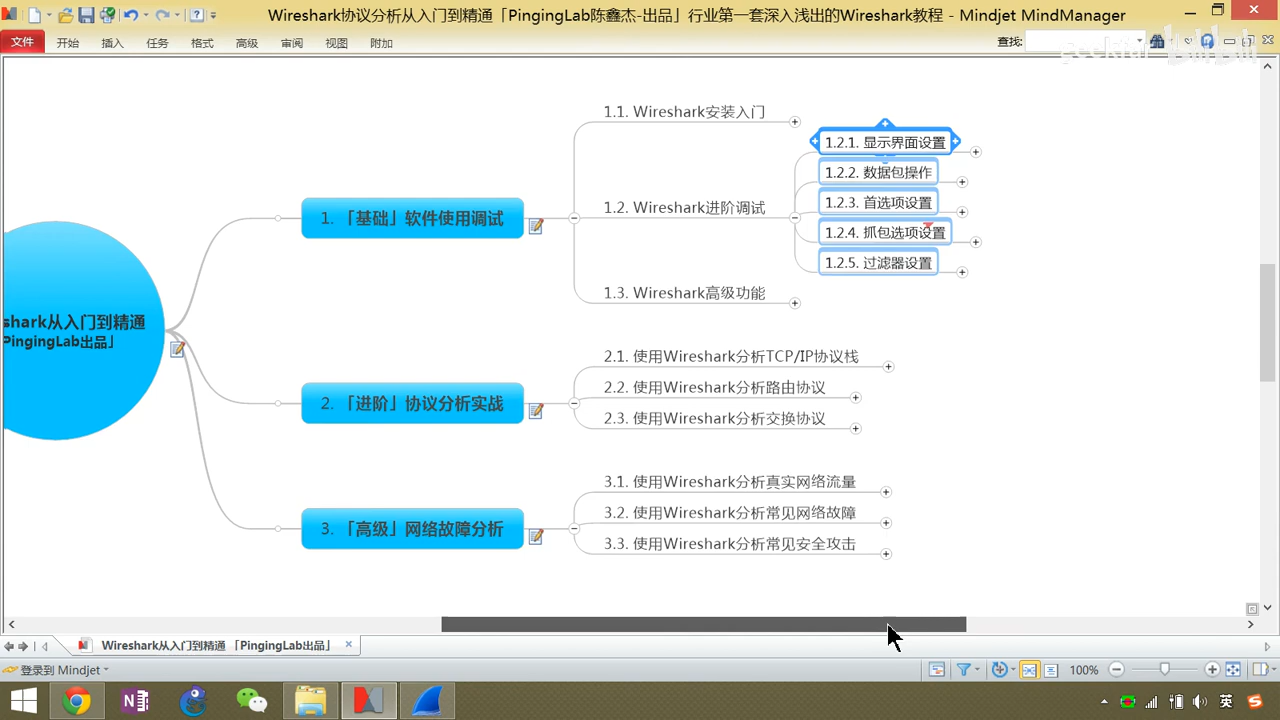 Wireshark协议分析从入门到精通「PingingLab陈鑫杰-出品」行业第一套深入浅出的Wireshark教程 - Mindjet MindManager
文件 开始 插入 任务 格式 高级 审阅 视图 附加 查找:
1.1. Wireshark安装入门
1.2.1. 显示界面设置
1.2.2. 数据包操作
1.2.3. 首选项设置
1.2.4. 抓包选项设置
1.2.5. 过滤器设置
1. 「基础」软件使用调试
1.2. Wireshark进阶调试
1.3. Wireshark高级功能
shark从入门到精通
PingingLab出品」
2.1. 使用Wireshark分析TCP/IP协议栈
2.2. 使用Wireshark分析路由协议
2.3. 使用Wireshark分析交换协议
2. 「进阶」协议分析实战
3.1. 使用Wireshark分析真实网络流量
3.2. 使用Wireshark分析常见网络故障
3.3. 使用Wireshark分析常见安全攻击
3. 「高级」网络故障分析
Wireshark从入门到精通 「PingingLab出品」
登录到 Mindjet
100%
英